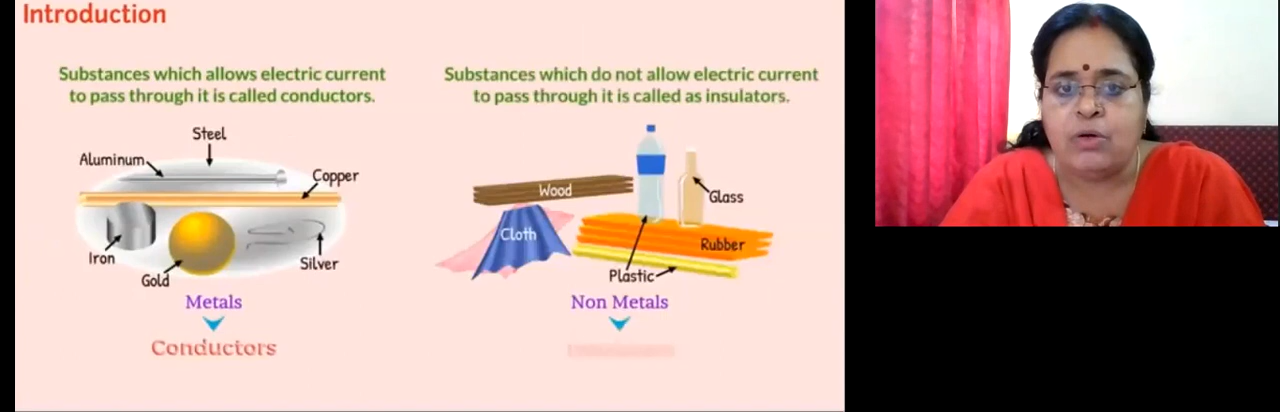 Introduction
Substances which allows electric current
to pass through it is called conductors.
Steel
Aluminum
Copper
Iron
Gold
Silver
Metals
Conductors
Substances which do not allow electric current
to pass through it is called as insulators.
Wood
Glass
Cloth
Rubber
Plastic
Non Metals